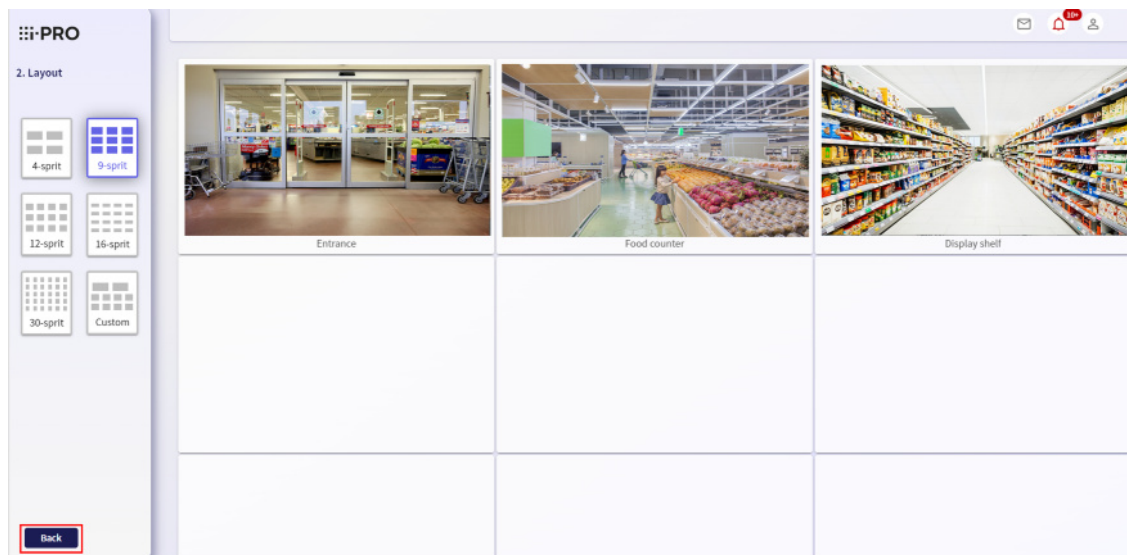 i-PRO
10+
2. Layout
4-sprit
9-sprit
12-sprit
16-sprit
30-sprit
Custom
Entrance
Food counter
Display shelf
Back